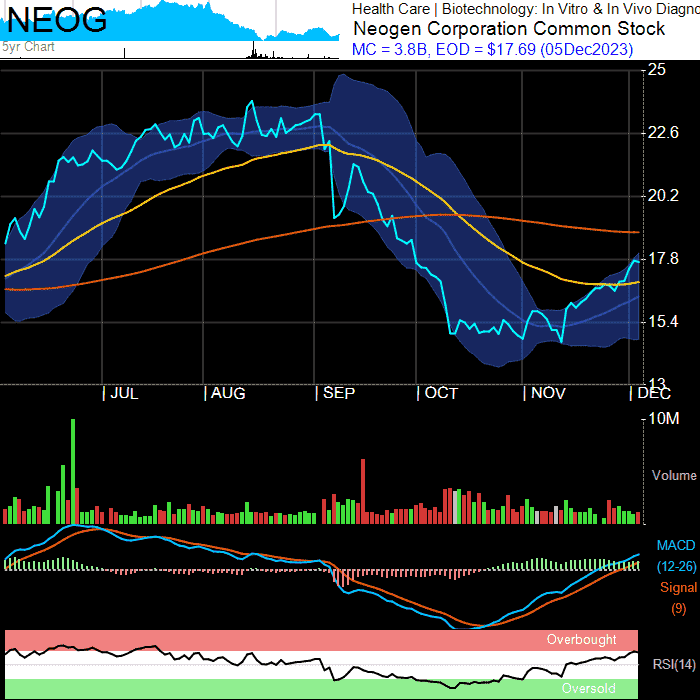 NEOG
5yr Chart
Health Care | Biotechnology: In Vitro & In Vivo Diagno
Neogen Corporation Common Stock
MC = 3.8B, EOD = $17.69 (05Dec2023)
25
22.6
20.2
17.8
15.4
13
JUL AUG SEP OCT NOV DEC
10M
Volume
MACD
(12-26)
Signal
(9)
Overbought
RSI(14)
Oversold